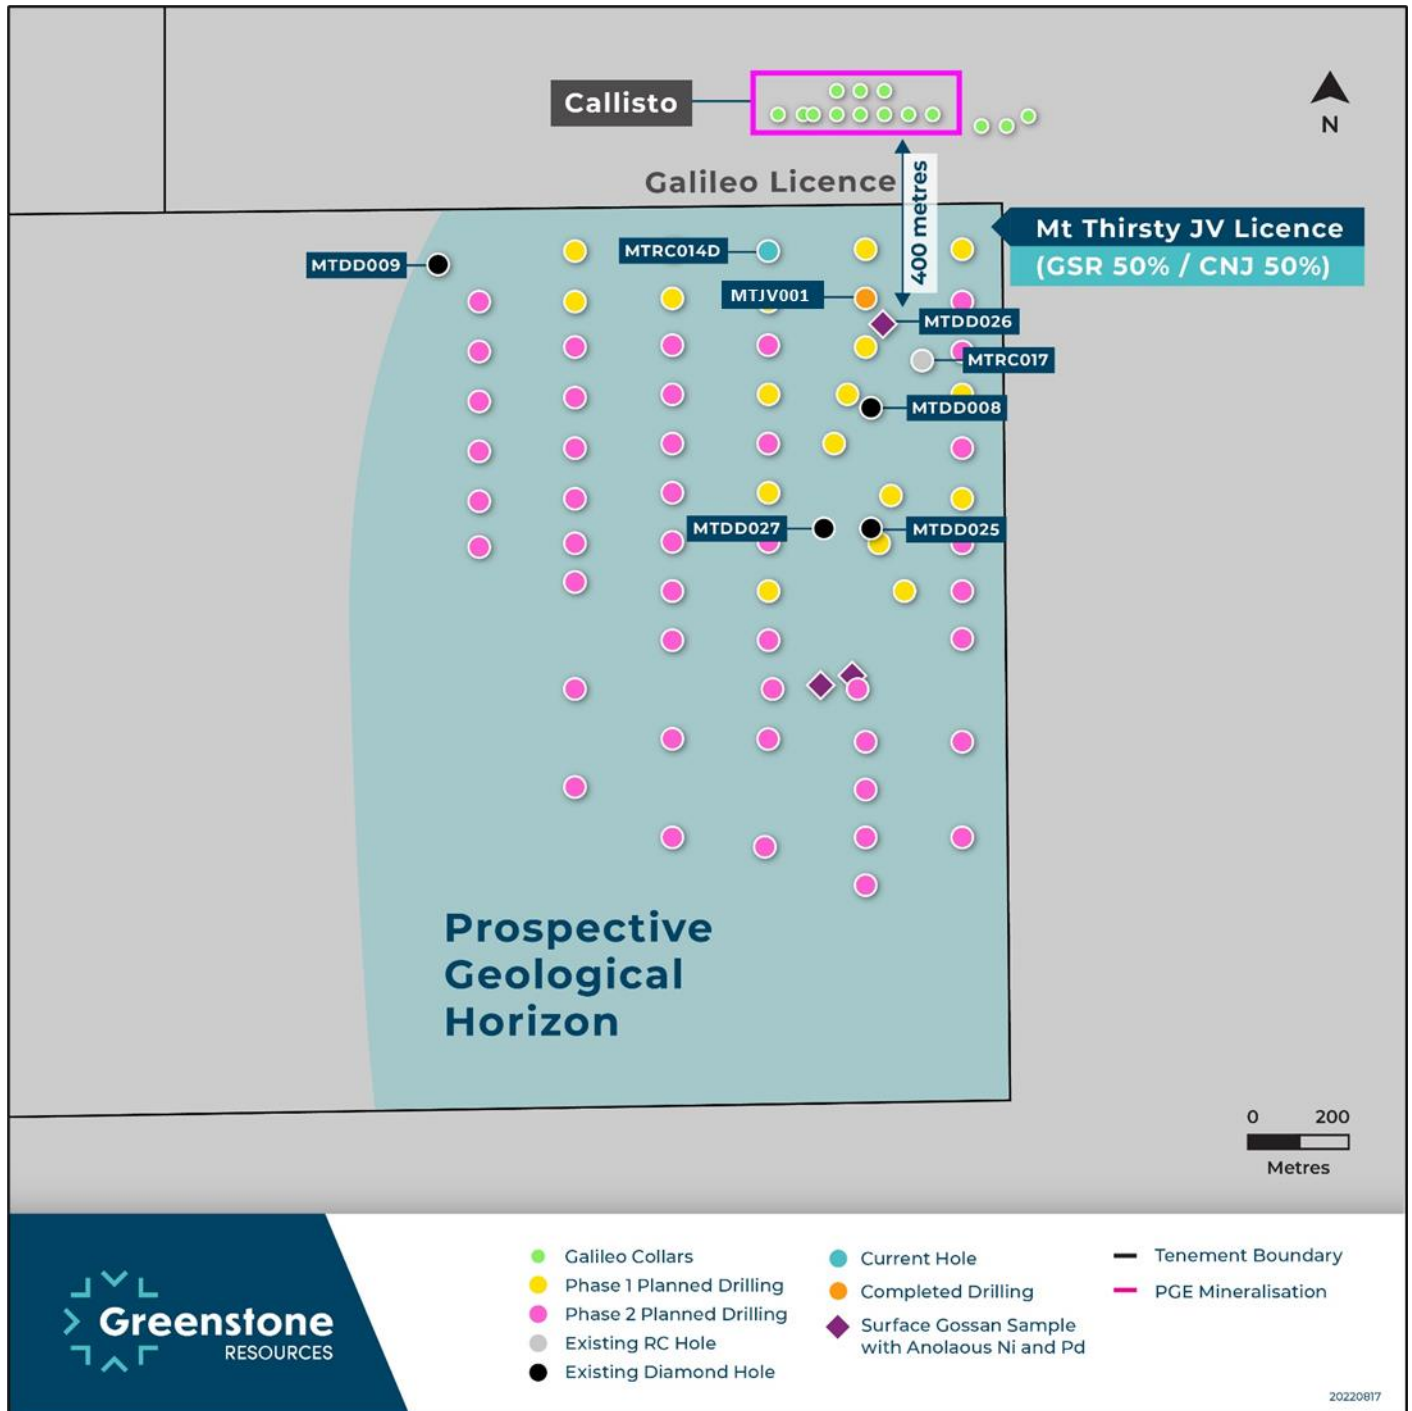 Callisto
N
Galileo Licence
400 metres
Mt Thirsty JV Licence
(GSR 50% / CNJ 50%)
MTDD009
MTRC014D
MTJV001
MTDD026
MTRC017
MTDD008
MTDD027
MTDD025
Prospective
Geological
Horizon
0 200
Metres
Greenstone
RESOURCES
Galileo Collars
Phase 1 Planned Drilling
Phase 2 Planned Drilling
Existing RC Hole
Existing Diamond Hole
Current Hole
Completed Drilling
Surface Gossan Sample
with Anolaous Ni and Pd
Tenement Boundary
PGE Mineralisation
20220817